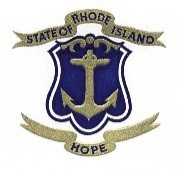 STATE OF RHODE ISLAND
HOPE